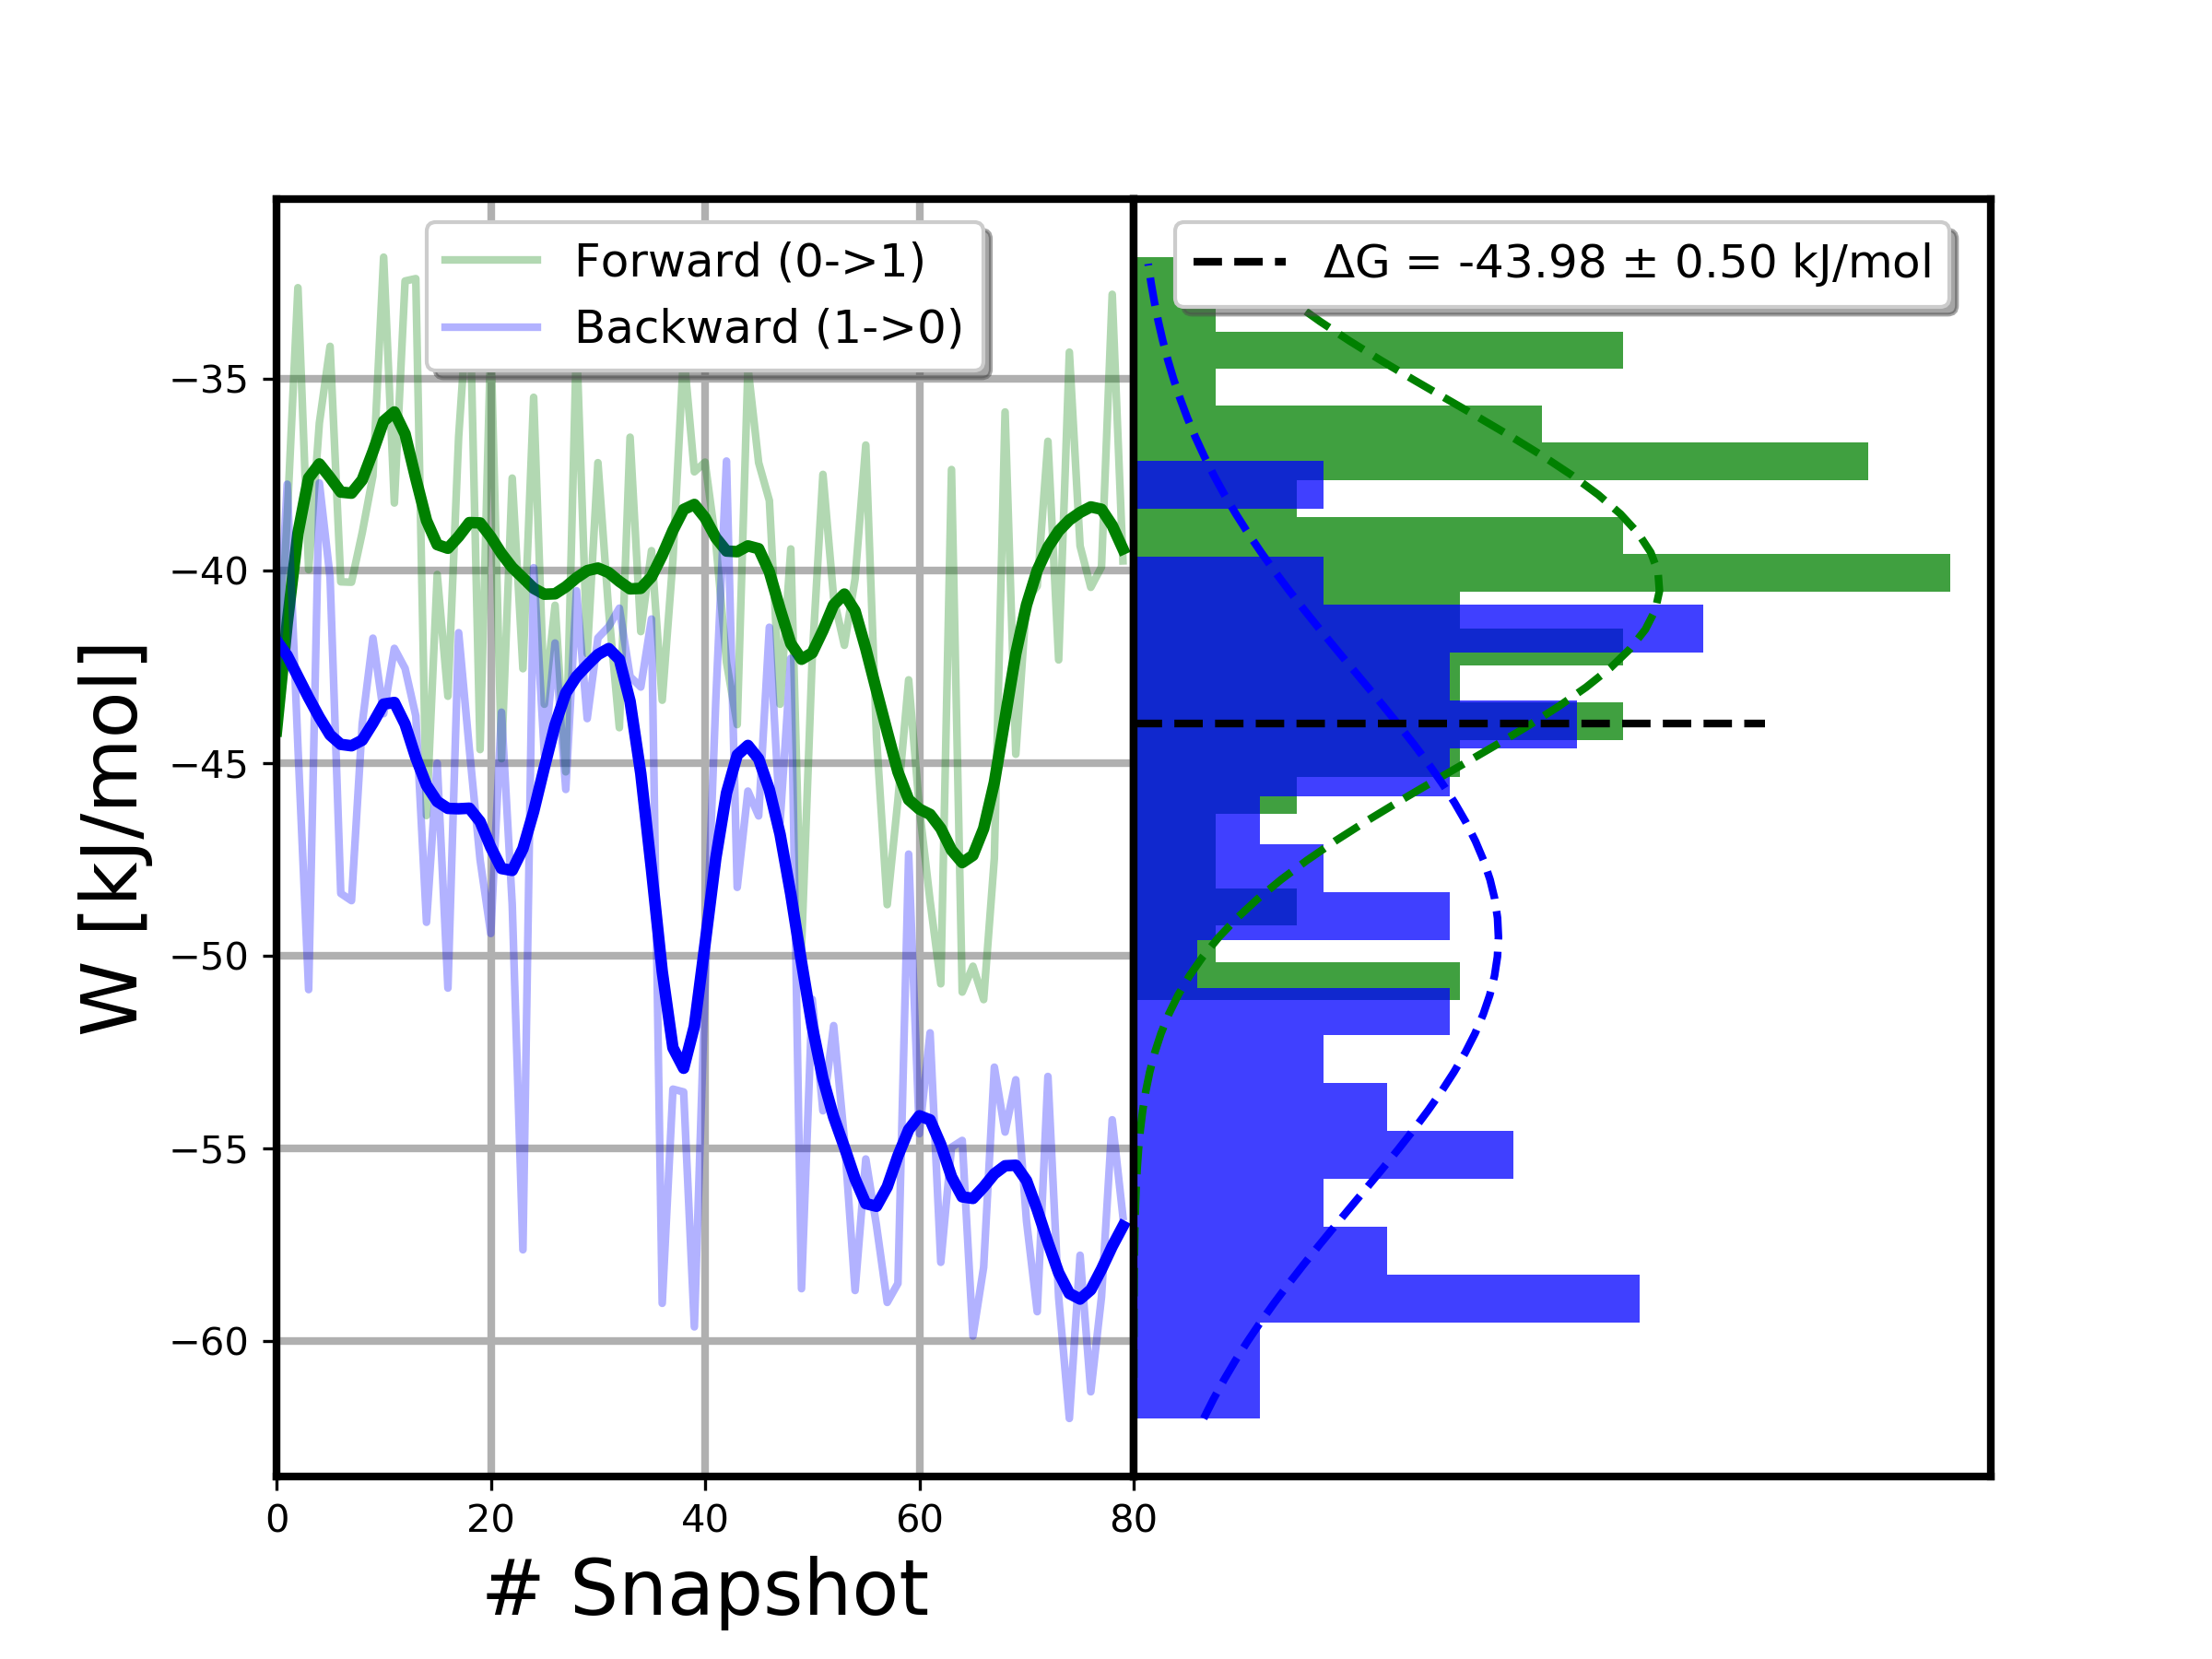 Forward (0->1)
Backward (1->0)
ΔG = -43.98 ± 0.50 kJ/mol
W [kJ/mol]
−35
−40
−45
−50
−55
−60
0 20 40 60 80
# Snapshot